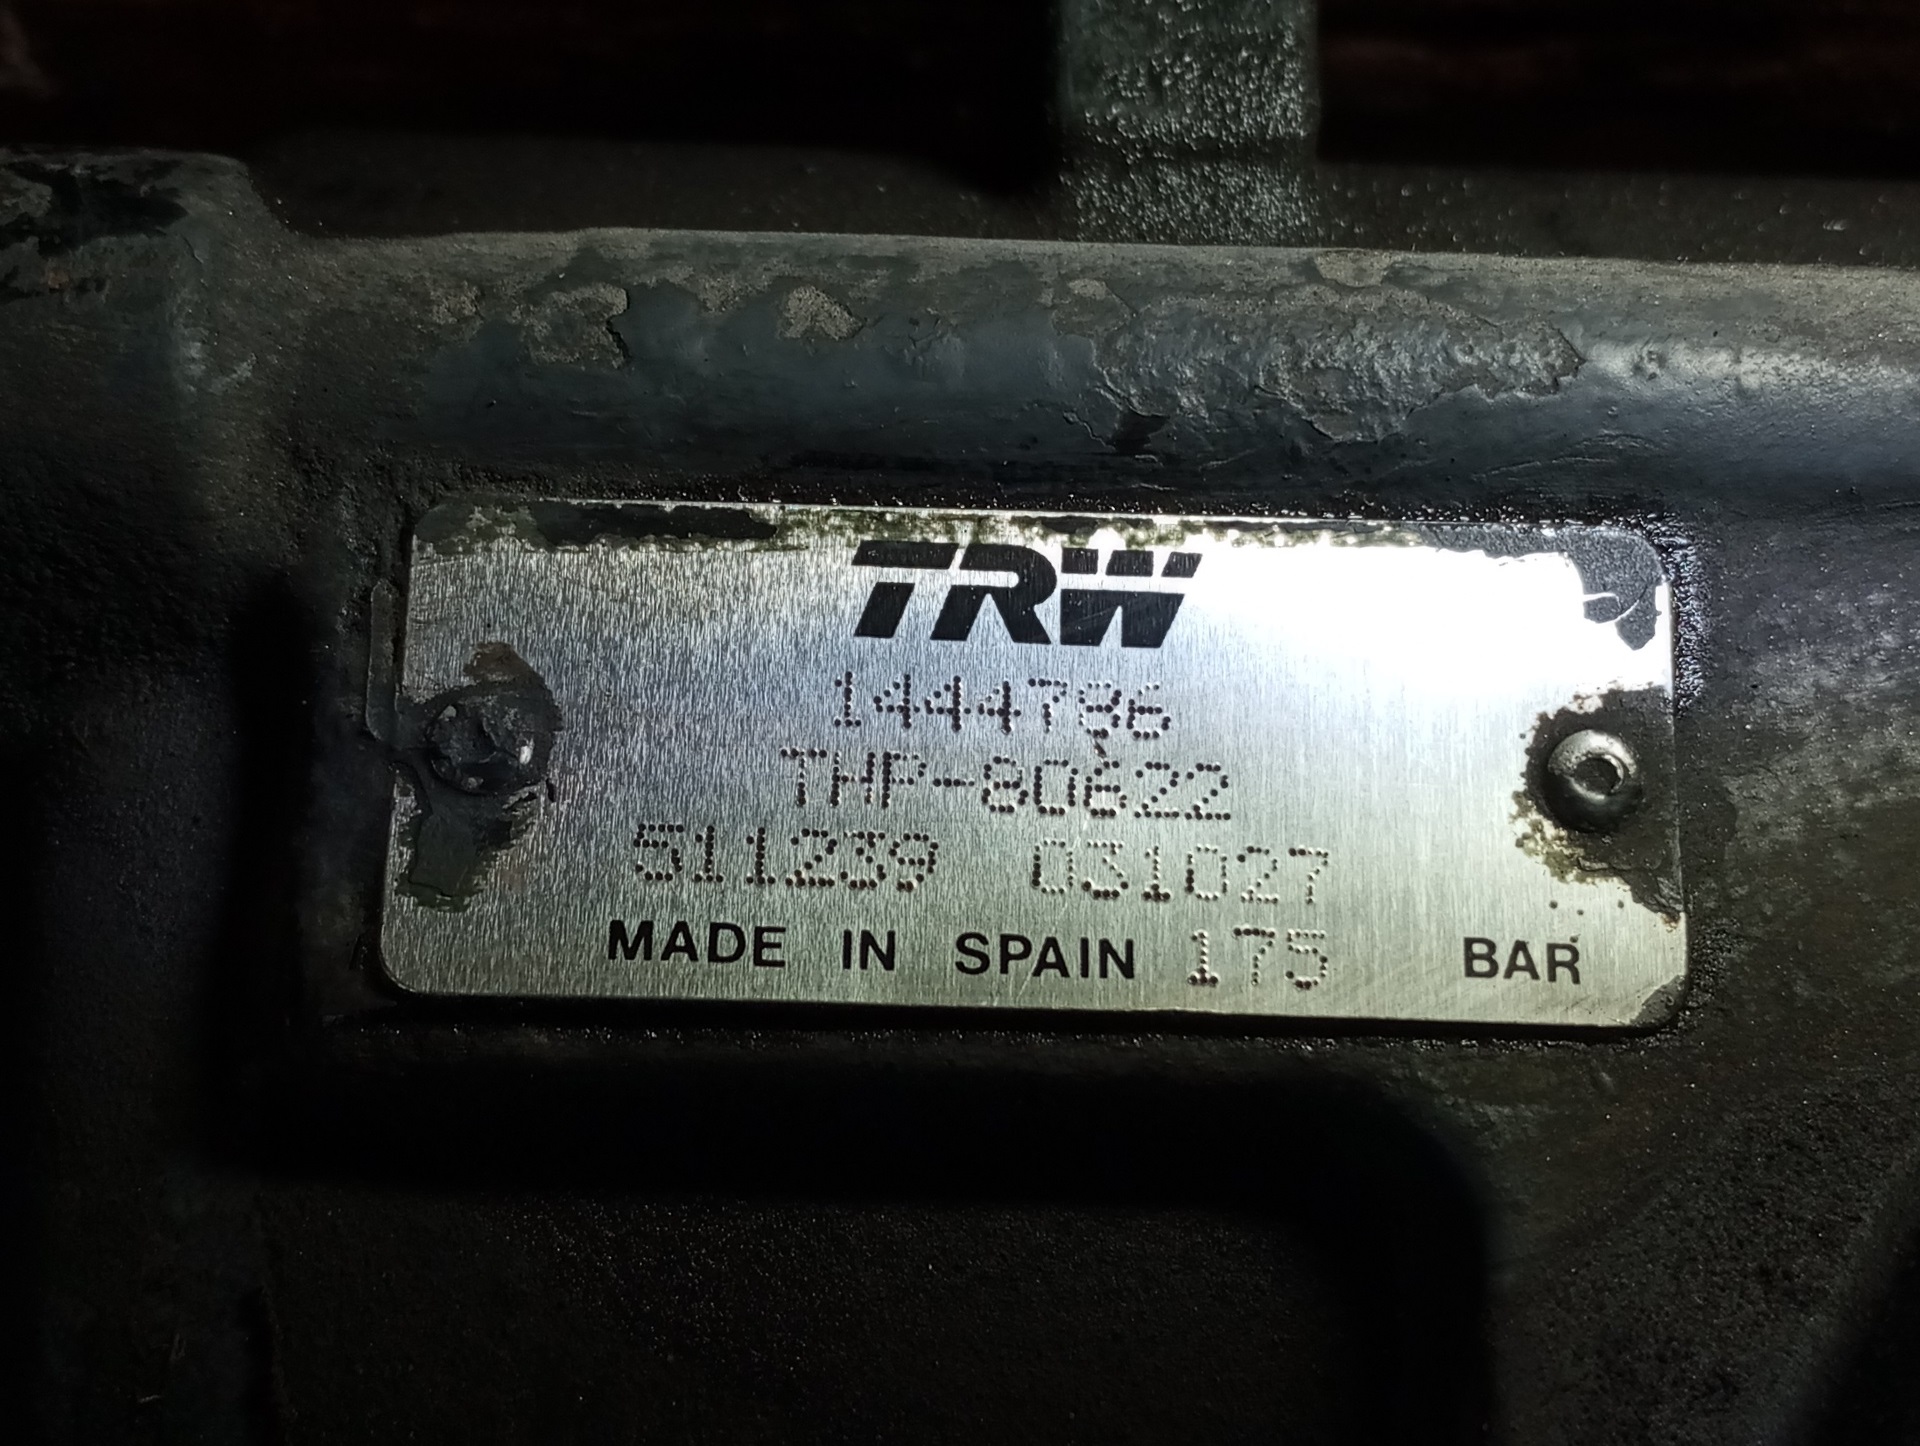 TRW
1444786
THP-80622
511239 031027
MADE IN SPAIN 175 BAR